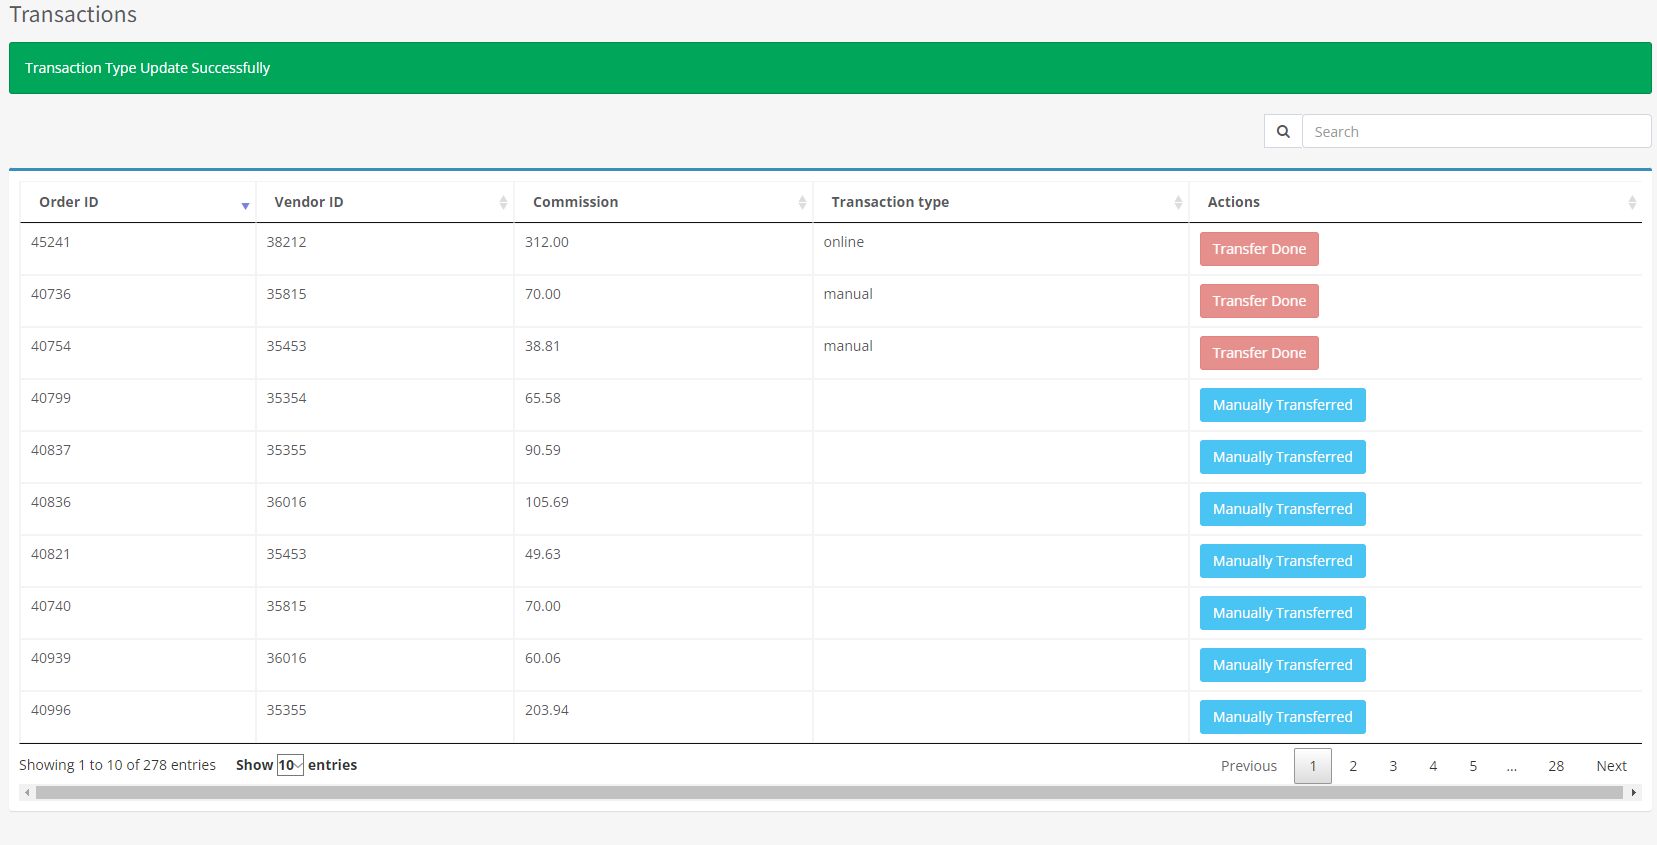 Transactions
Transaction Type Update Successfully
Search
Order ID Vendor ID Commission Transaction type Actions
45241 38212 312.00 online Transfer Done
40736 35815 70.00 manual Transfer Done
40754 35453 38.81 manual Transfer Done
40799 35354 65.58 Manually Transferred
40837 35355 90.59 Manually Transferred
40836 36016 105.69 Manually Transferred
40821 35453 49.63 Manually Transferred
40740 35815 70.00 Manually Transferred
40939 36016 60.06 Manually Transferred
40996 35355 203.94 Manually Transferred
Showing 1 to 10 of 278 entries Show 10 entries Previous 1 2 3 4 5 ... 28 Next